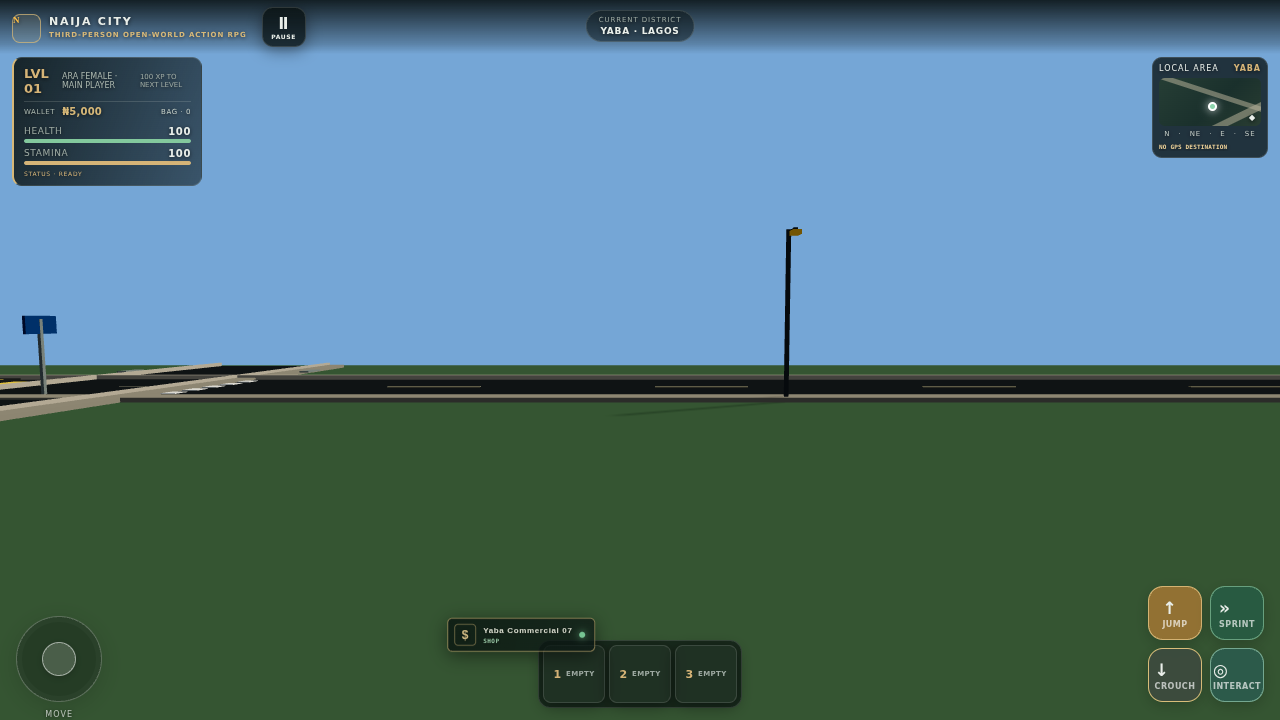 N
NAIJA CITY
THIRD-PERSON OPEN-WORLD ACTION RPG
PAUSE
CURRENT DISTRICT
YABA · LAGOS
LVL 01
ARA FEMALE · MAIN PLAYER
100 XP TO NEXT LEVEL
WALLET ₦5,000 BAG · 0
HEALTH 100
STAMINA 100
STATUS · READY
LOCAL AREA YABA
N · NE · E · SE
NO GPS DESTINATION
$ Yaba Commercial 07
SHOP
1 EMPTY 2 EMPTY 3 EMPTY
MOVE
JUMP
SPRINT
CROUCH
INTERACT